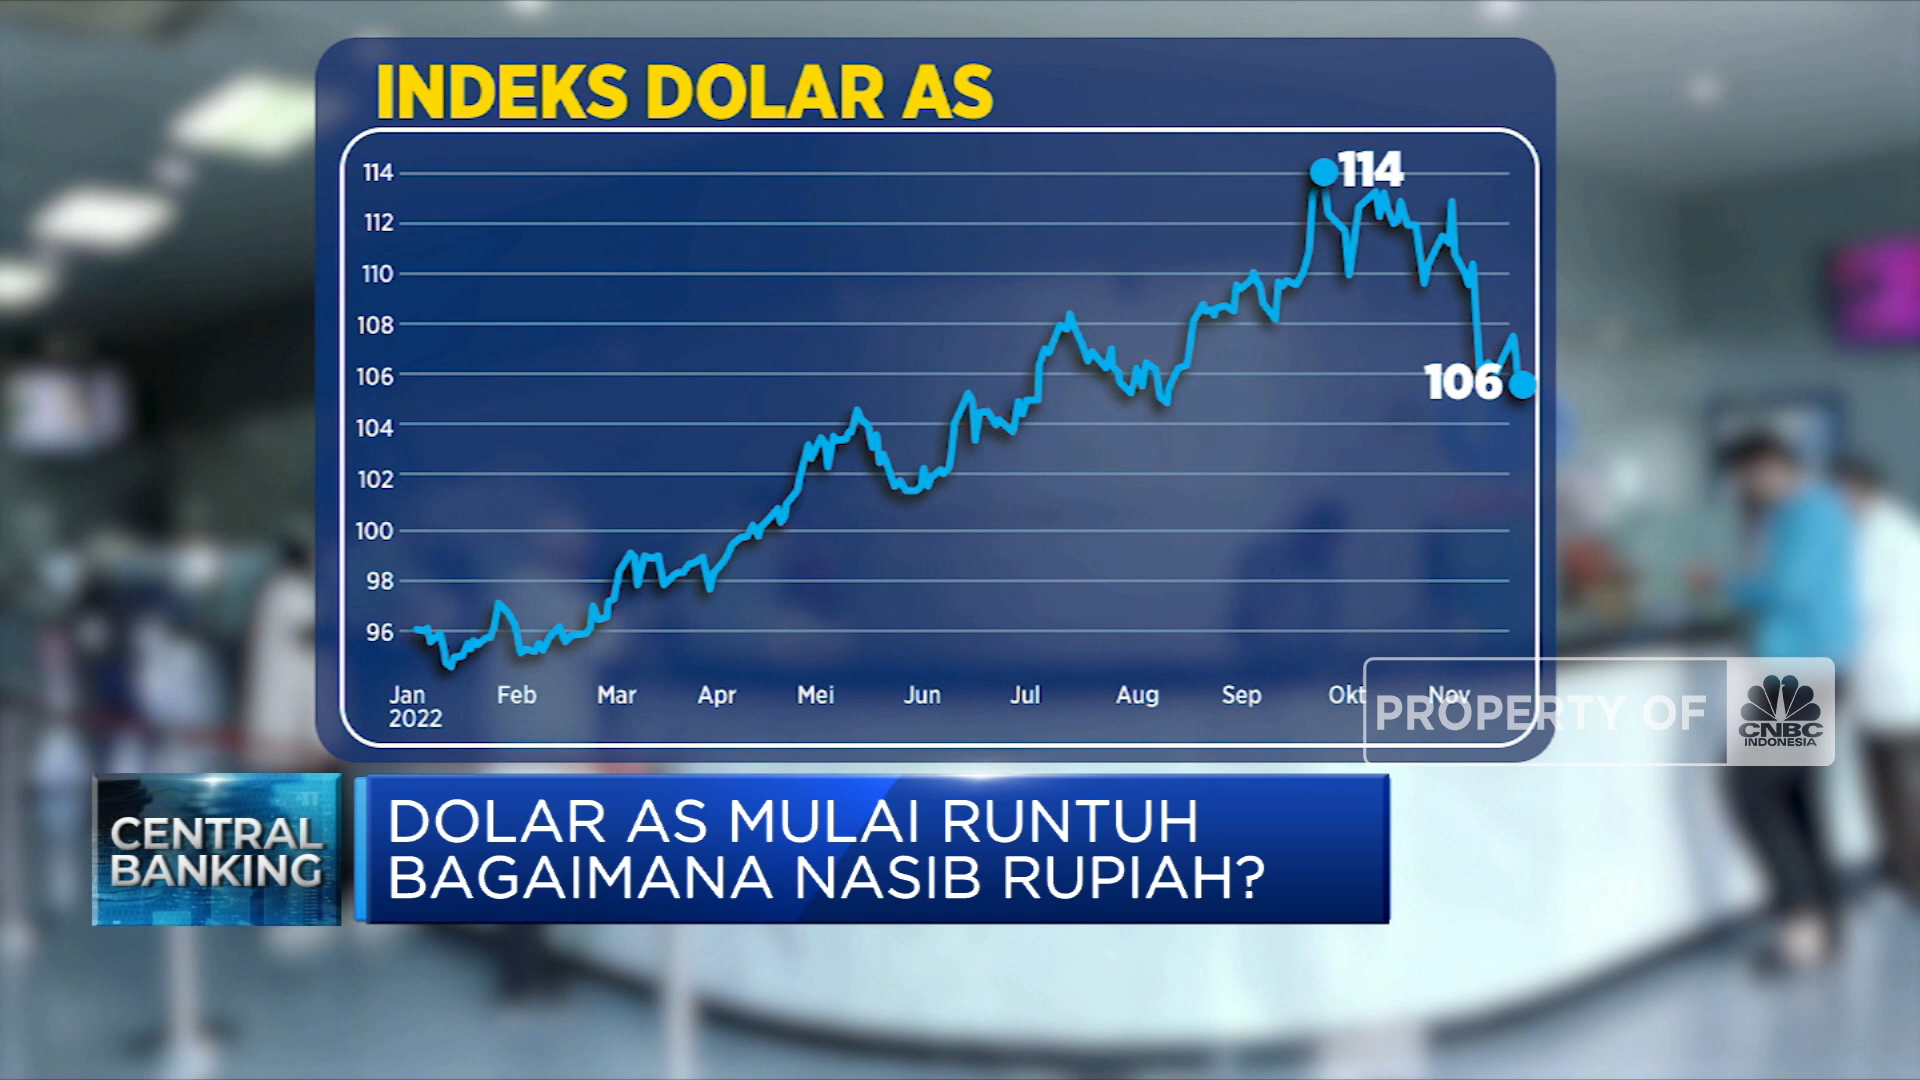 INDEKS DOLAR AS
114
112
110
108
106
104
102
100
98
96
114
106
Jan Feb Mar Apr Mei Jun Jul Aug Sep Okt Nov
2022
PROPERTY OF
CNBC
INDONESIA
CENTRAL
BANKING
DOLAR AS MULAI RUNTUH
BAGAIMANA NASIB RUPIAH?